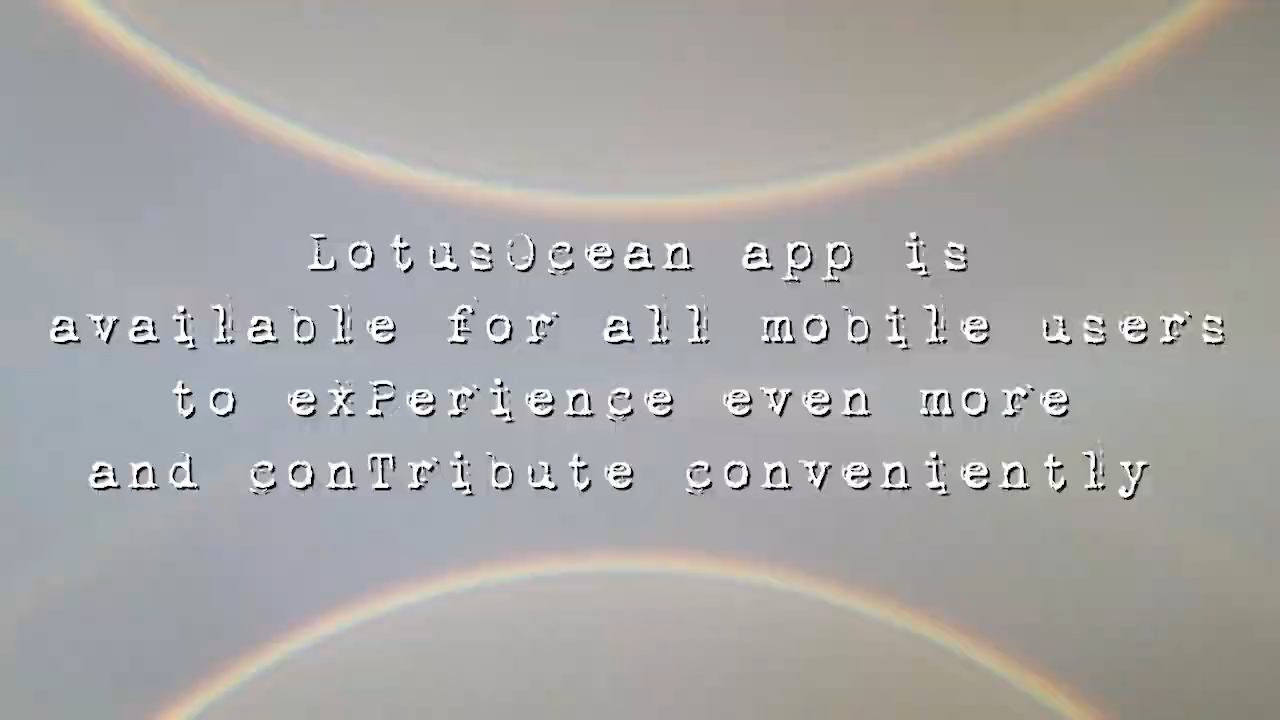 LotusOcean app is
available for all mobile users
to exPerience even more
and conTribute conveniently